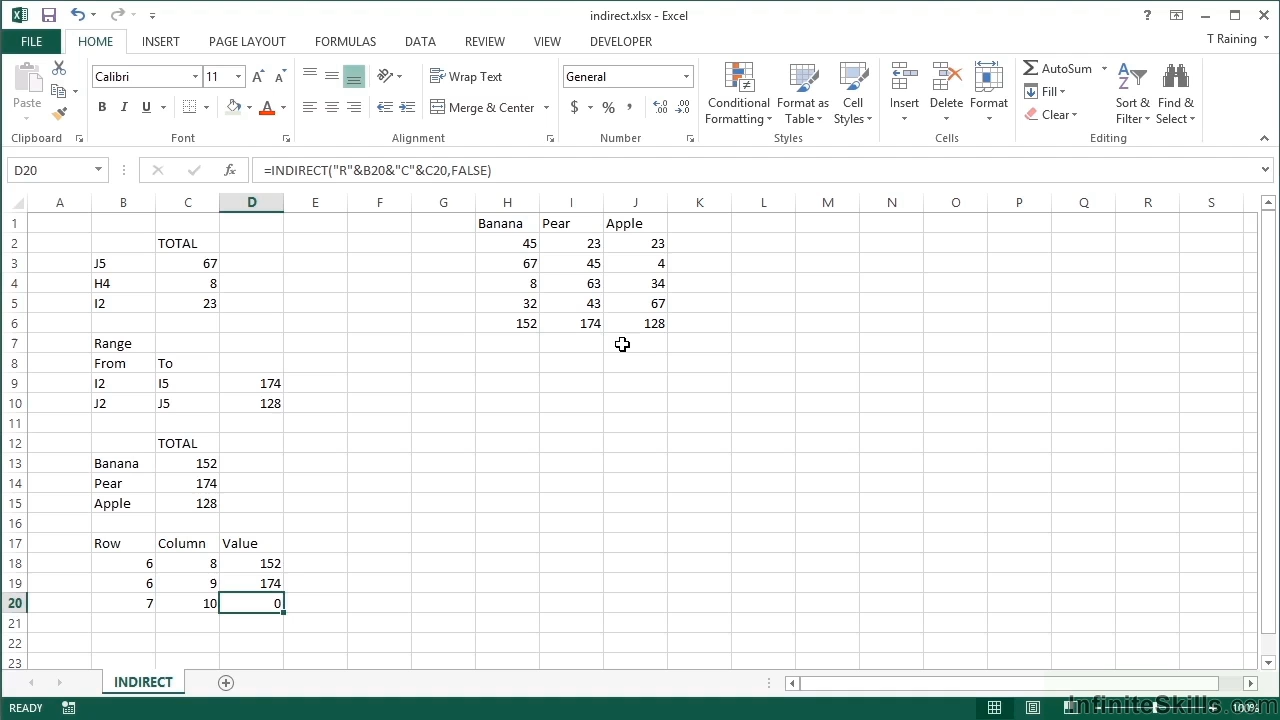 indirect.xlsx - Excel
FILE HOME INSERT PAGE LAYOUT FORMULAS DATA REVIEW VIEW DEVELOPER T Raining
Paste Calibri 11 A A Wrap Text General AutoSum
B I U A Merge & Center $ % , Conditional Formatting Format as Table Cell Styles Insert Delete Format Fill Clear Sort & Filter Find & Select
Clipboard Font Alignment Number Styles Cells Editing
D20 fx =INDIRECT("R"&B20&"C"&C20,FALSE)
A B C D E F G H I J K L M N O P Q R S
1 Banana Pear Apple
2 TOTAL 45 23 23
3 J5 67 67 45 4
4 H4 8 8 63 34
5 I2 23 32 43 67
6 152 174 128
7 Range
8 From To
9 I2 I5 174
10 J2 J5 128
11
12 TOTAL
13 Banana 152
14 Pear 174
15 Apple 128
16
17 Row Column Value
18 6 8 152
19 6 9 174
20 7 10 0
21
22
23
INDIRECT
READY 100%
InfiniteSkills.com